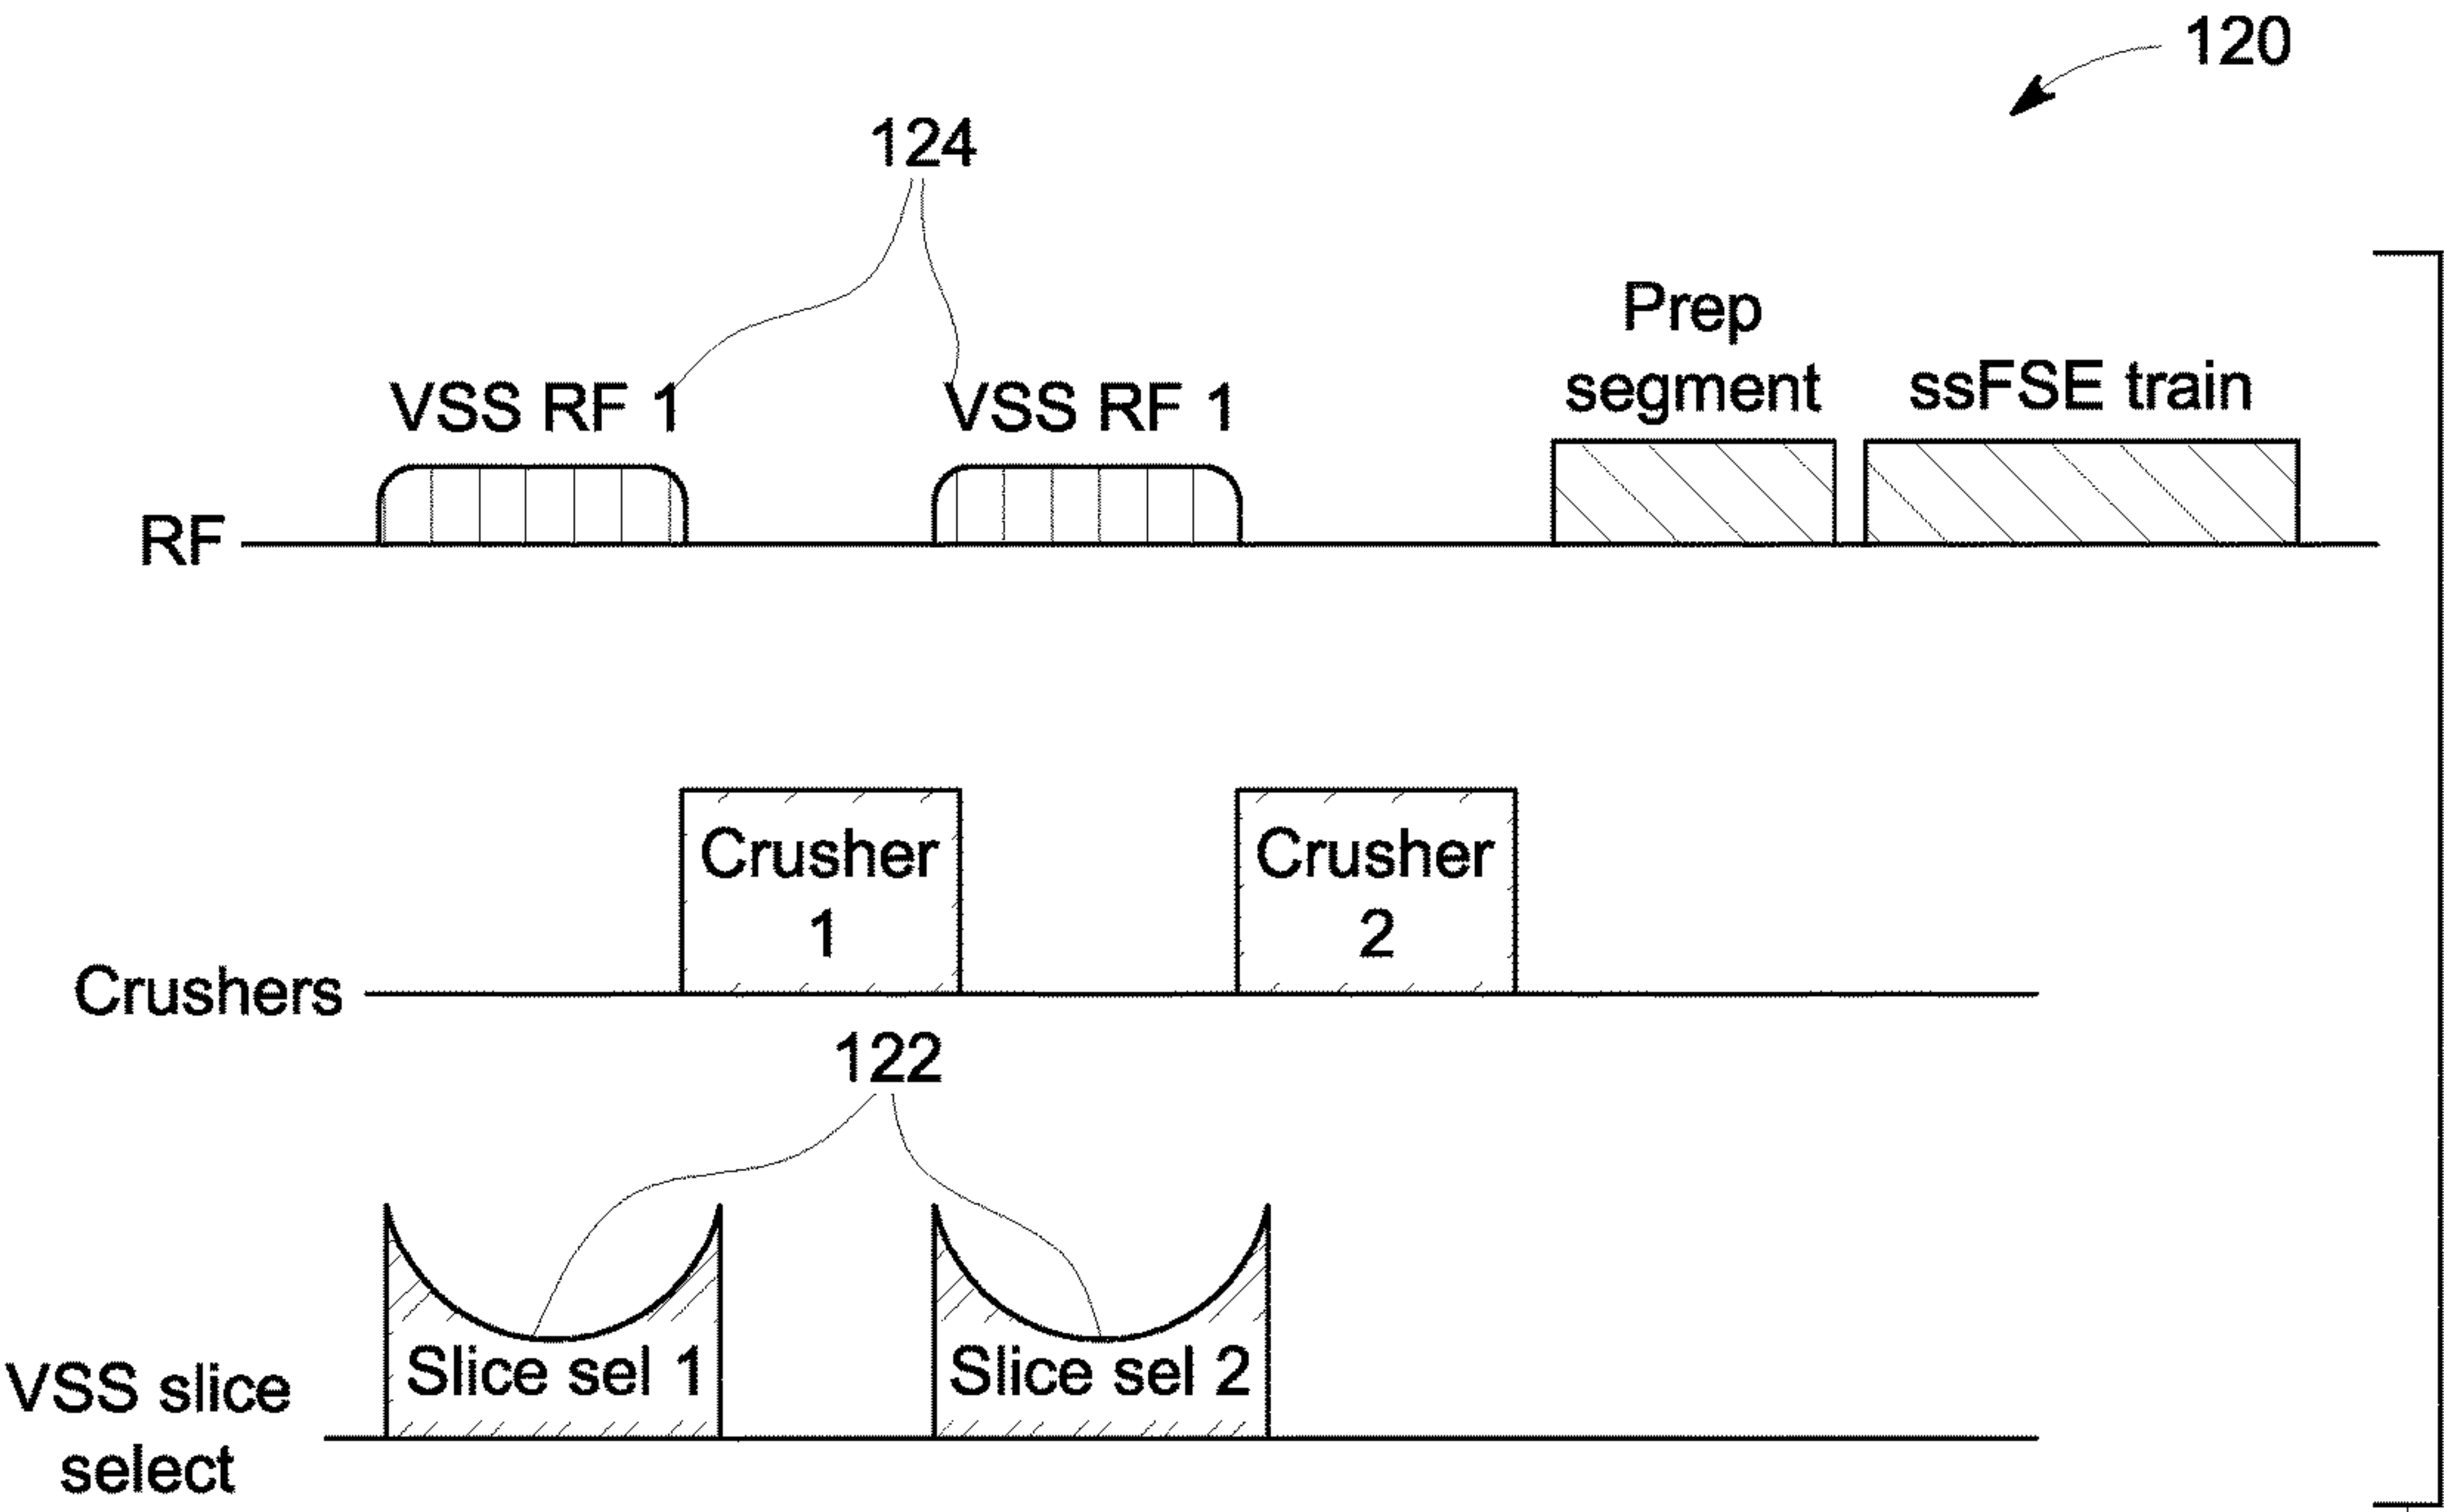 120
124
Prep
segment
ssFSE train
VSS RF 1
VSS RF 1
RF
Crusher
1
Crusher
2
Crushers
122
Slice sel 1
Slice sel 2
VSS slice
select